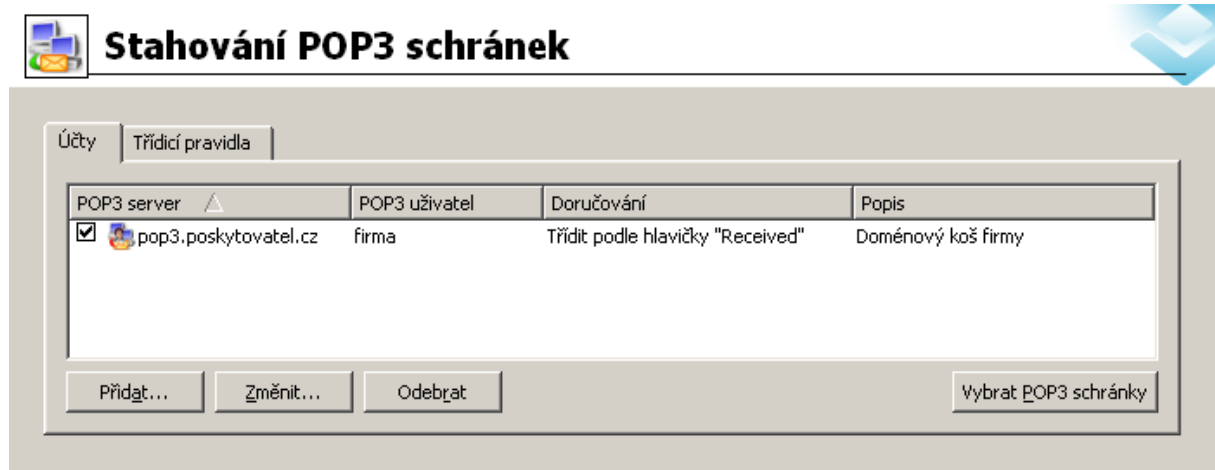 Stahování POP3 schránek
Účty Třídicí pravidla
POP3 server POP3 uživatel Doručování Popis
pop3.poskytovatel.cz firma Třídit podle hlavičky "Received" Doménový koš firmy
Přidat... Změnit... Odebrat Vybrat POP3 schránky